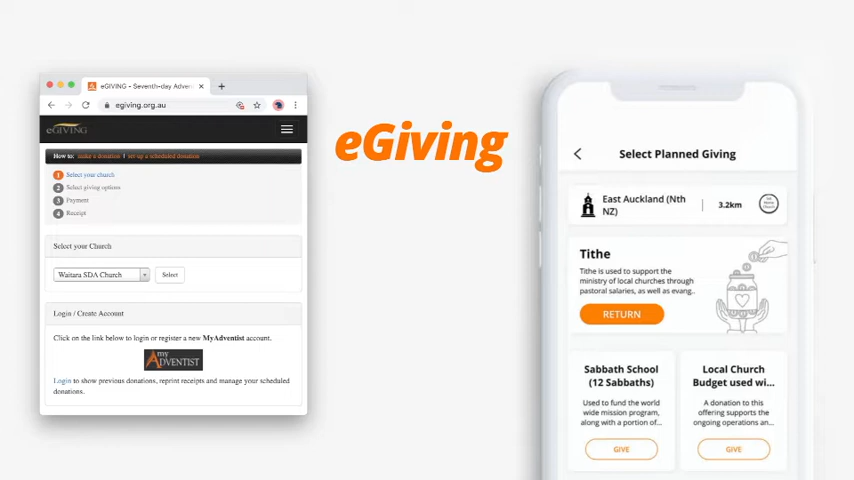 eGIVING - Seventh-day Advent
egiving.org.au
eGIVING
How to: make a donation | set up a scheduled donation
1 Select your church
2 Select giving options
3 Payment
4 Receipt
Select your Church
Waitara SDA Church
Select
Login / Create Account
Click on the link below to login or register a new MyAdventist account.
my
ADVENTIST
Login to show previous donations, reprint receipts and manage your scheduled
donations.
eGiving
Select Planned Giving
East Auckland (Nth
NZ)
3.2km
Tithe
Tithe is used to support the
ministry of local churches through
pastoral salaries, as well as evang..
RETURN
Sabbath School
(12 Sabbaths)
Used to fund the world
wide mission program,
along with a portion of...
GIVE
Local Church
Budget used wi...
A donation to this
offering supports the
ongoing operations an...
GIVE